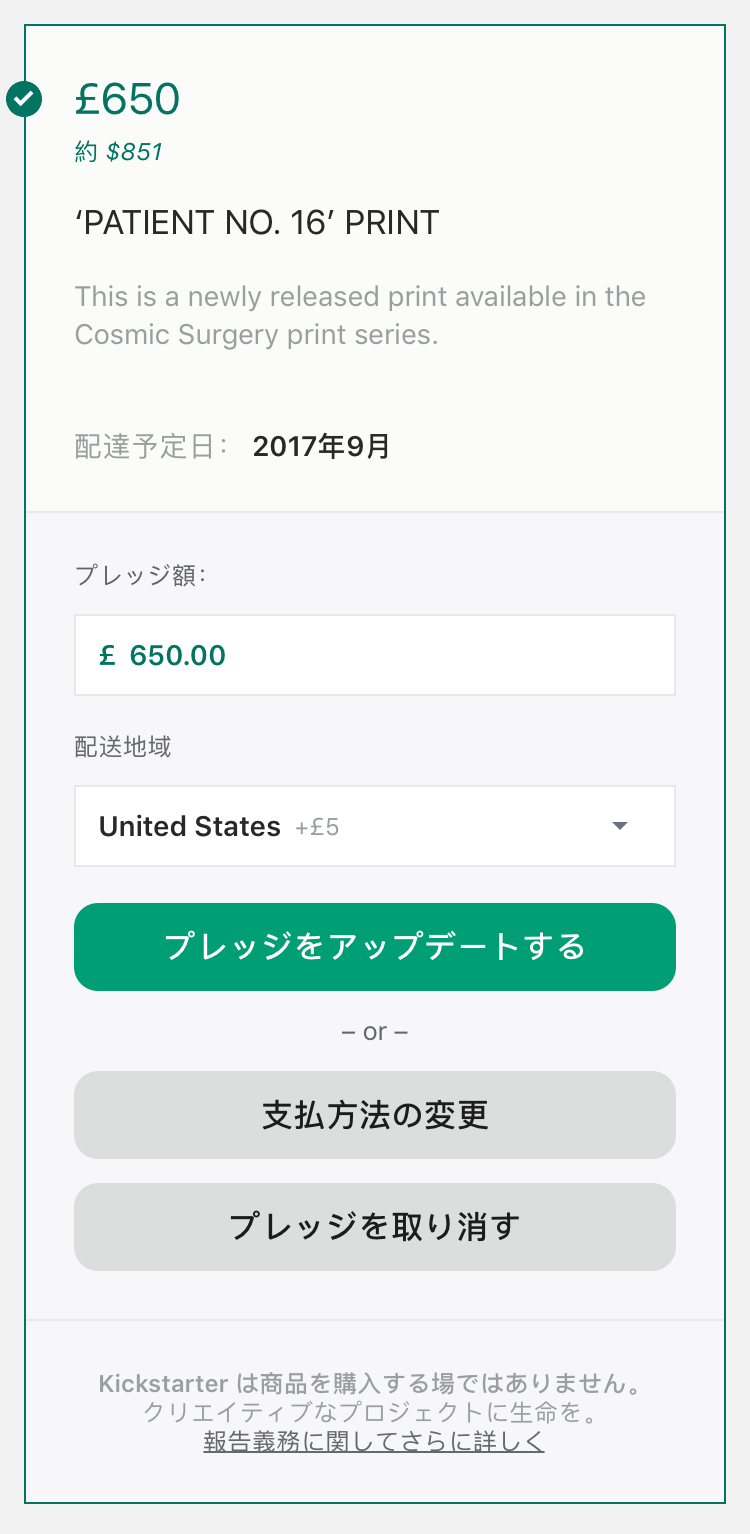 £650
約 $851
‘PATIENT NO. 16’ PRINT
This is a newly released print available in the
Cosmic Surgery print series.
配達予定日: 2017年9月
プレッジ額:
£ 650.00
配送地域
United States +£5
プレッジをアップデートする
– or –
支払方法の変更
プレッジを取り消す
Kickstarter は商品を購入する場ではありません。
クリエイティブなプロジェクトに生命を。
報告義務に関してさらに詳しく